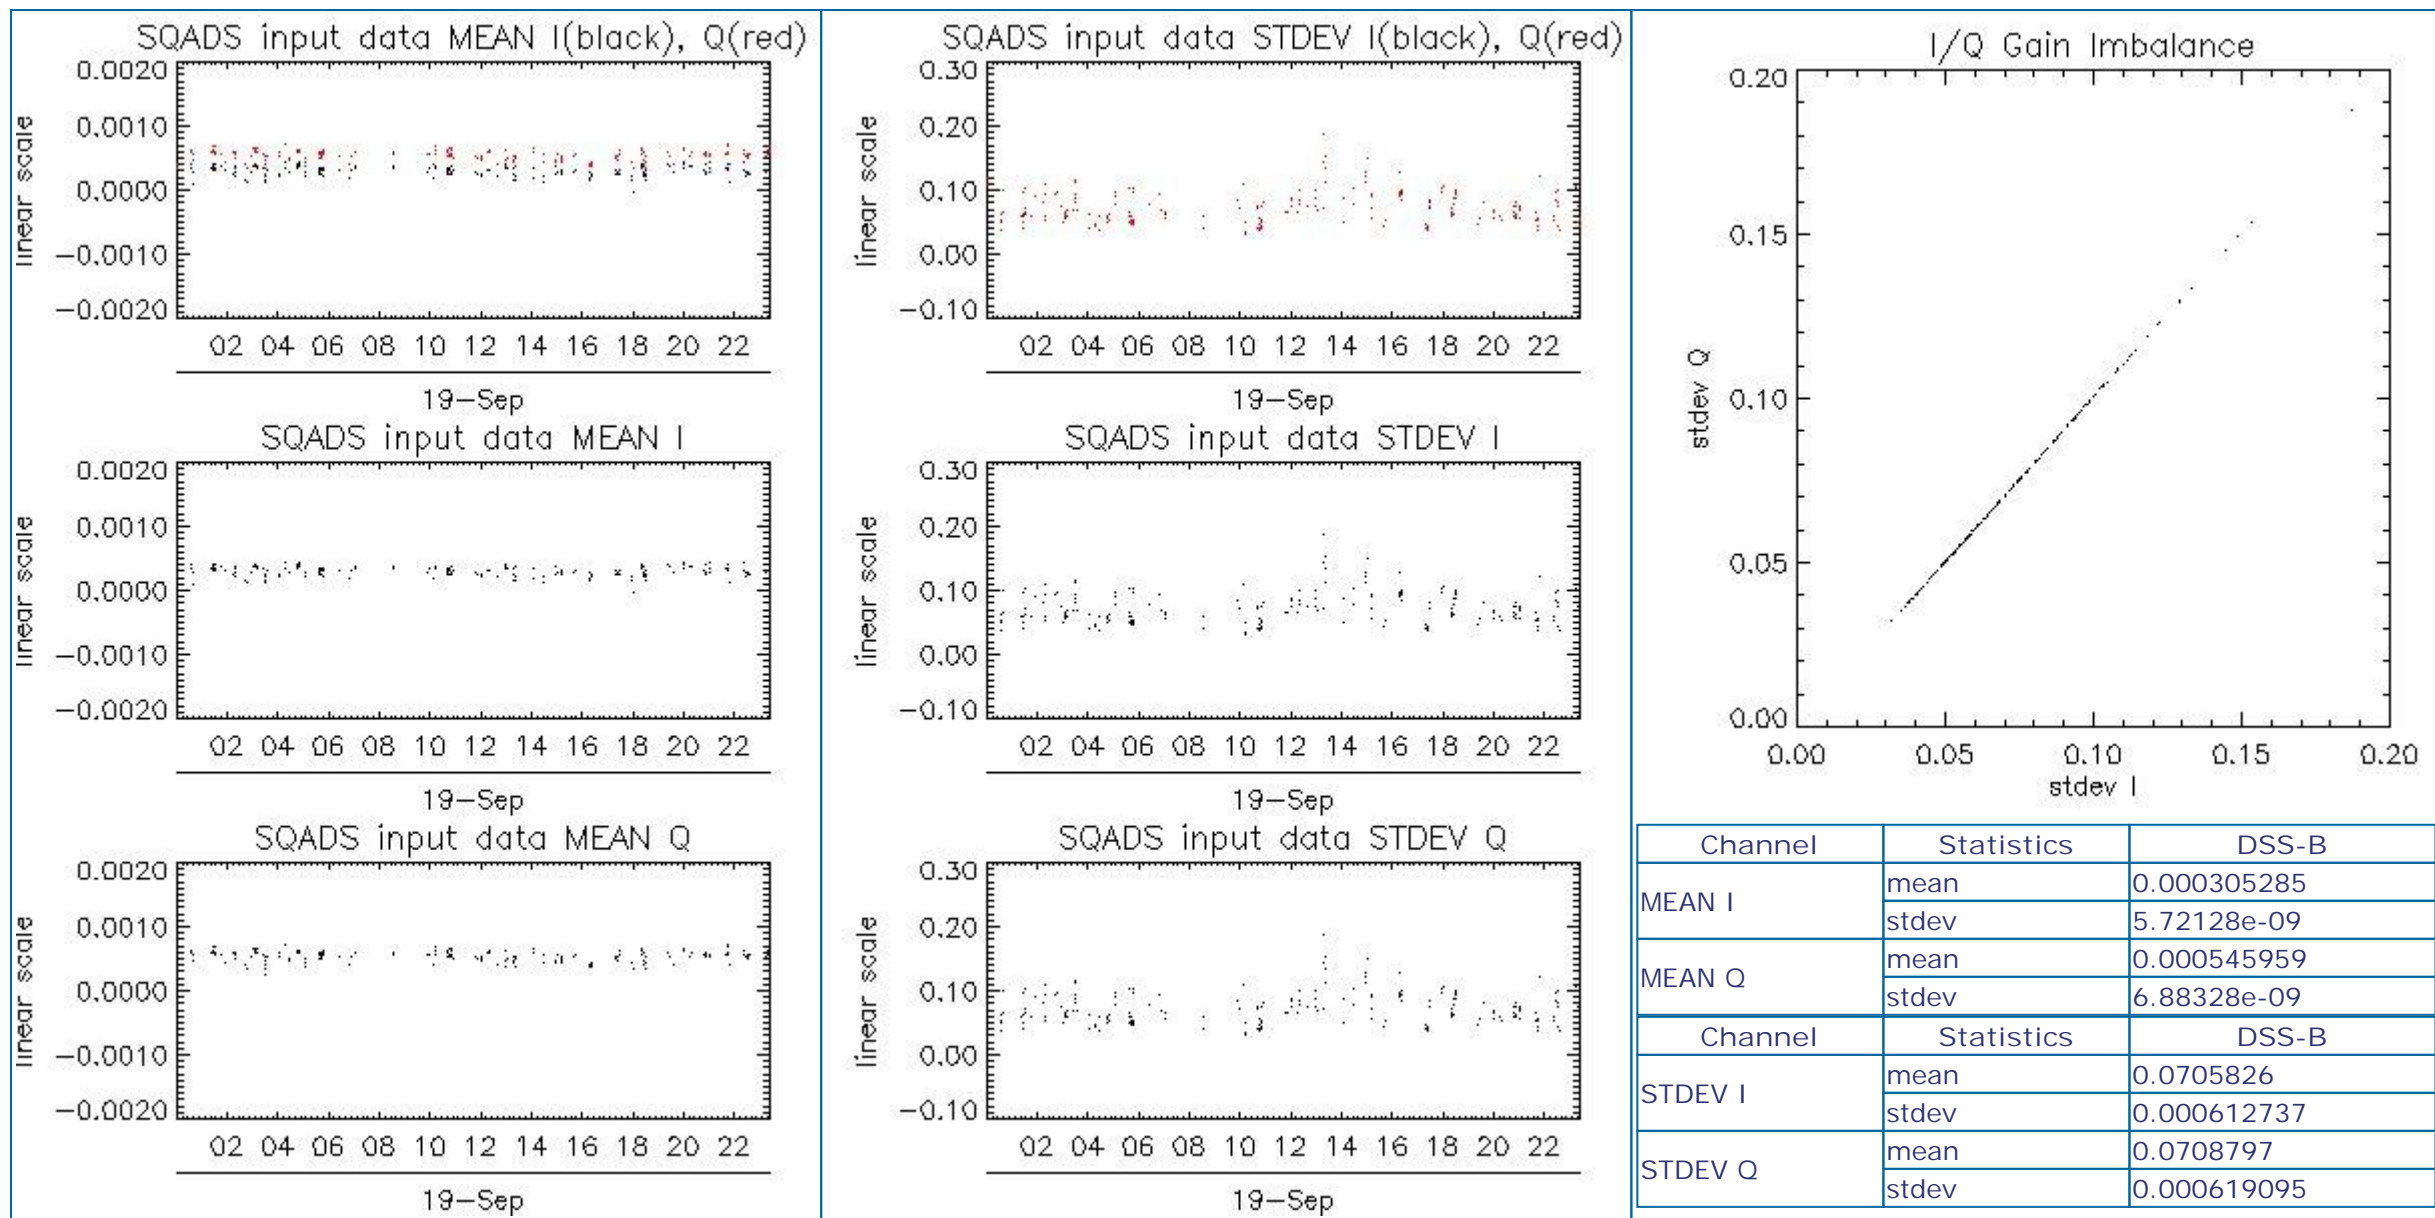 SQADS input data MEAN I(black), Q(red)
0.0020
0.0010
0.0000
−0.0010
−0.0020
linear scale
02 04 06 08 10 12 14 16 18 20 22
19−Sep
SQADS input data MEAN I
0.0020
0.0010
0.0000
−0.0010
−0.0020
linear scale
02 04 06 08 10 12 14 16 18 20 22
19−Sep
SQADS input data MEAN Q
0.0020
0.0010
0.0000
−0.0010
−0.0020
linear scale
02 04 06 08 10 12 14 16 18 20 22
19−Sep
SQADS input data STDEV I(black), Q(red)
0.30
0.20
0.10
0.00
−0.10
linear scale
02 04 06 08 10 12 14 16 18 20 22
19−Sep
SQADS input data STDEV I
0.30
0.20
0.10
0.00
−0.10
linear scale
02 04 06 08 10 12 14 16 18 20 22
19−Sep
SQADS input data STDEV Q
0.30
0.20
0.10
0.00
−0.10
linear scale
02 04 06 08 10 12 14 16 18 20 22
19−Sep
I/Q Gain Imbalance
0.20
0.15
0.10
0.05
0.00
stdev Q
0.00 0.05 0.10 0.15 0.20
stdev I
Channel Statistics DSS-B
MEAN I mean 0.000305285
stdev 5.72128e-09
MEAN Q mean 0.000545959
stdev 6.88328e-09
Channel Statistics DSS-B
STDEV I mean 0.0705826
stdev 0.000612737
STDEV Q mean 0.0708797
stdev 0.000619095